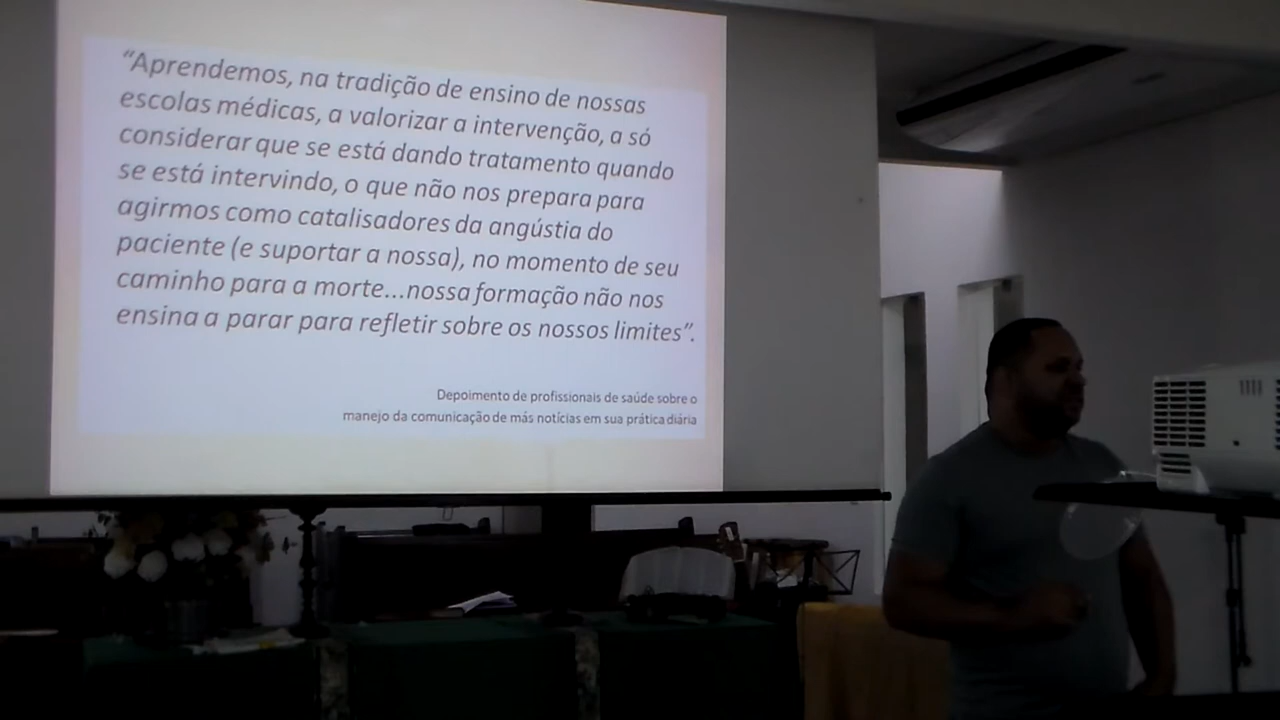 “Aprendemos, na tradição de ensino de nossas
escolas médicas, a valorizar a intervenção, a só
considerar que se está dando tratamento quando
se está intervindo, o que não nos prepara para
agirmos como catalisadores da angústia do
paciente (e suportar a nossa), no momento de seu
caminho para a morte...nossa formação não nos
ensina a parar para refletir sobre os nossos limites”.
Depoimento de profissionais de saúde sobre o
manejo da comunicação de más notícias em sua prática diária